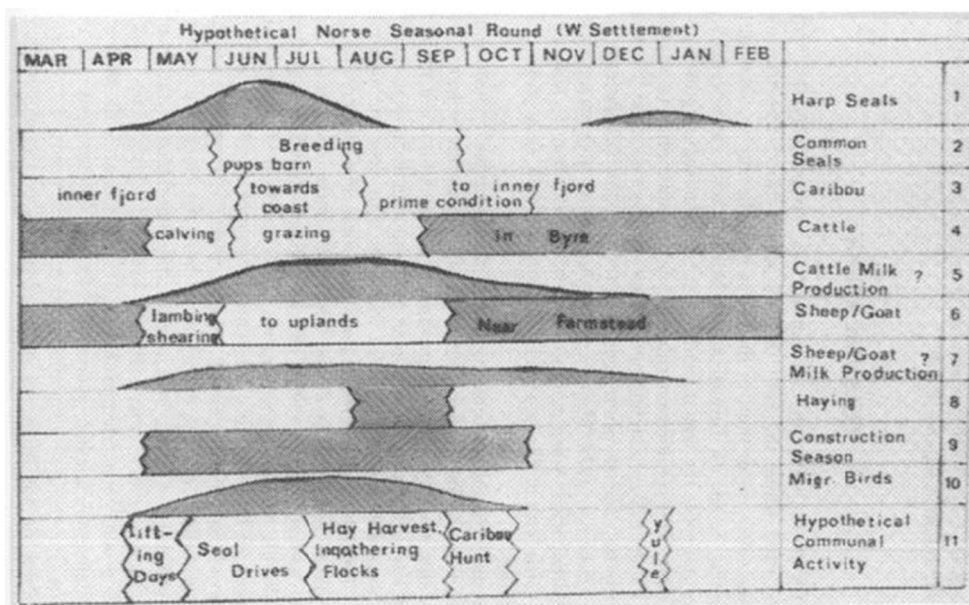 Hypothetical Norse Seasonal Round (W Settlement)
MAR APR MAY JUN JUL AUG SEP OCT NOV DEC JAN FEB
Harp Seals 1
Breeding
pups born
Common
Seals 2
inner fjord
towards
coast
to inner fjord
prime condition
Caribou 3
calving grazing in Byre
Cattle 4
Cattle Milk ?
Production 5
lambing
shearing
to uplands
Near Farmstead
Sheep/Goat 6
Sheep/Goat ?
Milk Production 7
Haying 8
Construction
Season 9
Migr. Birds 10
Lift-
ing
Days
Seal
Drives
Hay Harvest,
Ingathering
Flocks
Caribou
Hunt
yule
Hypothetical
Communal
Activity 11